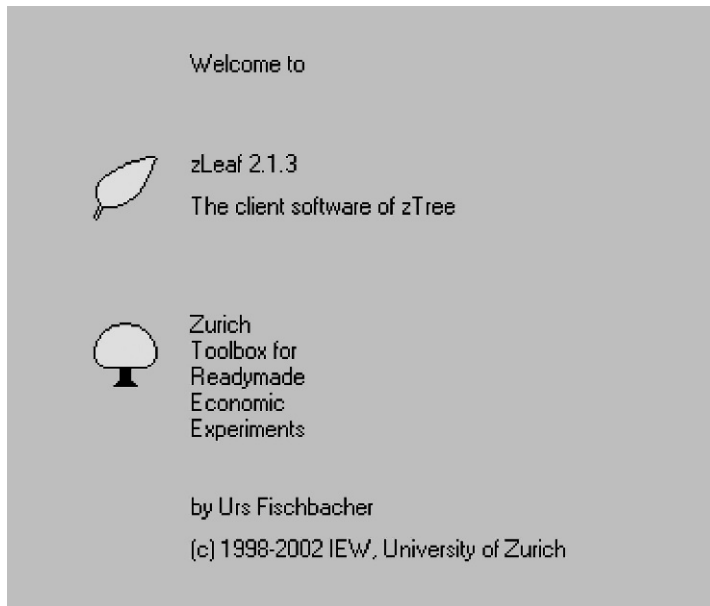 Welcome to
zLeaf 2.1.3
The client software of zTree
Zurich
Toolbox for
Readymade
Economic
Experiments
by Urs Fischbacher
(c) 1998-2002 IEW, University of Zurich